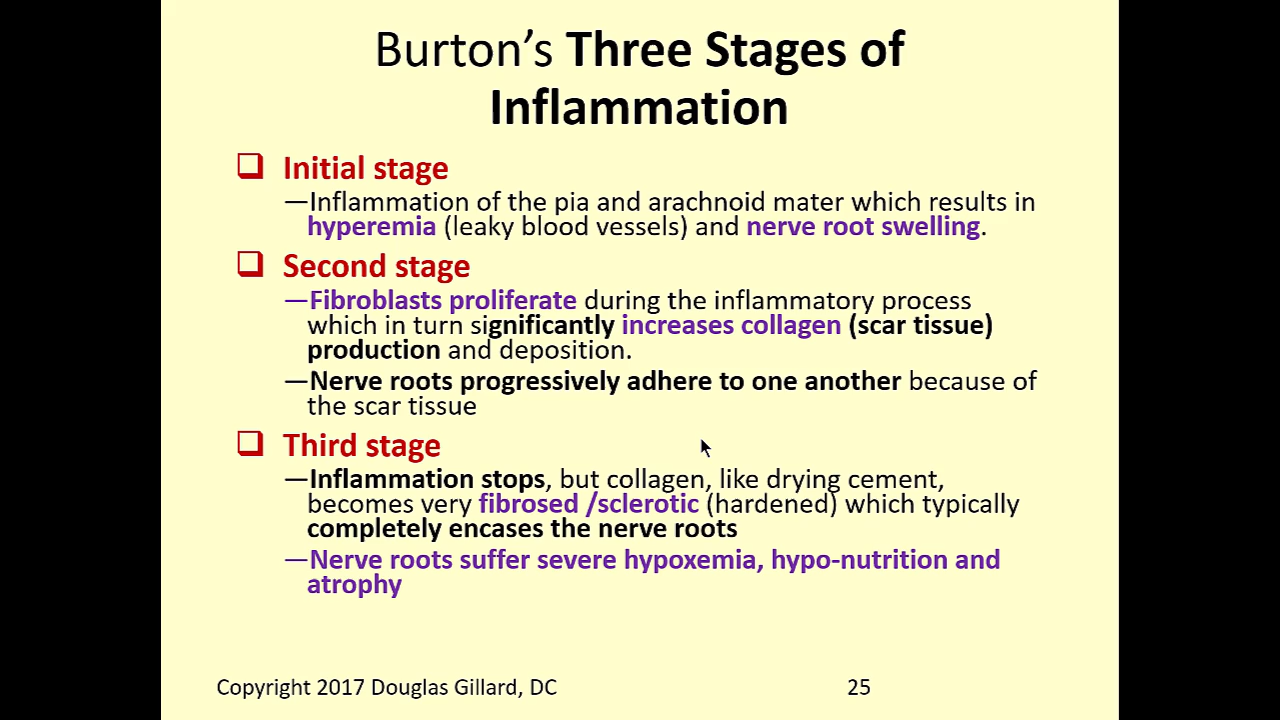 Burton’s Three Stages of
Inflammation
❑ Initial stage
—Inflammation of the pia and arachnoid mater which results in
hyperemia (leaky blood vessels) and nerve root swelling.
❑ Second stage
—Fibroblasts proliferate during the inflammatory process
which in turn significantly increases collagen (scar tissue)
production and deposition.
—Nerve roots progressively adhere to one another because of
the scar tissue
❑ Third stage
—Inflammation stops, but collagen, like drying cement,
becomes very fibrosed /sclerotic (hardened) which typically
completely encases the nerve roots
—Nerve roots suffer severe hypoxemia, hypo-nutrition and
atrophy
Copyright 2017 Douglas Gillard, DC 25